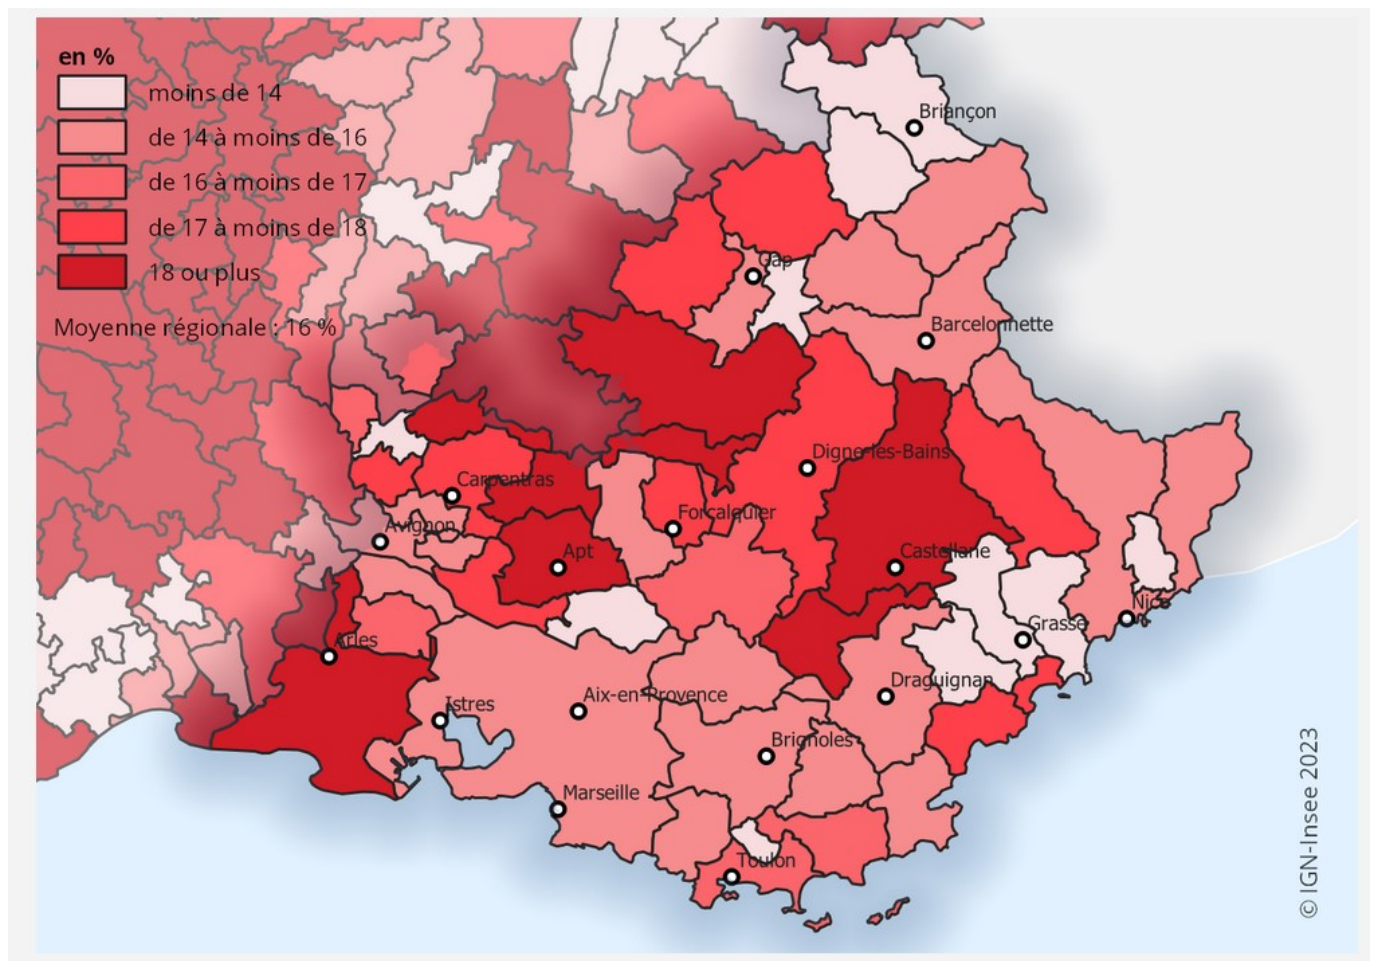 en %
moins de 14
de 14 à moins de 16
de 16 à moins de 17
de 17 à moins de 18
18 ou plus
Moyenne régionale : 16 %
Briançon
Gap
Barcelonnette
Digne-les-Bains
Carpentras
Forcalquier
Avignon
Apt
Castellane
Nice
Grasse
Arles
Draguignan
Aix-en-Provence
Istres
Brignoles
Marseille
Toulon
© IGN-Insee 2023